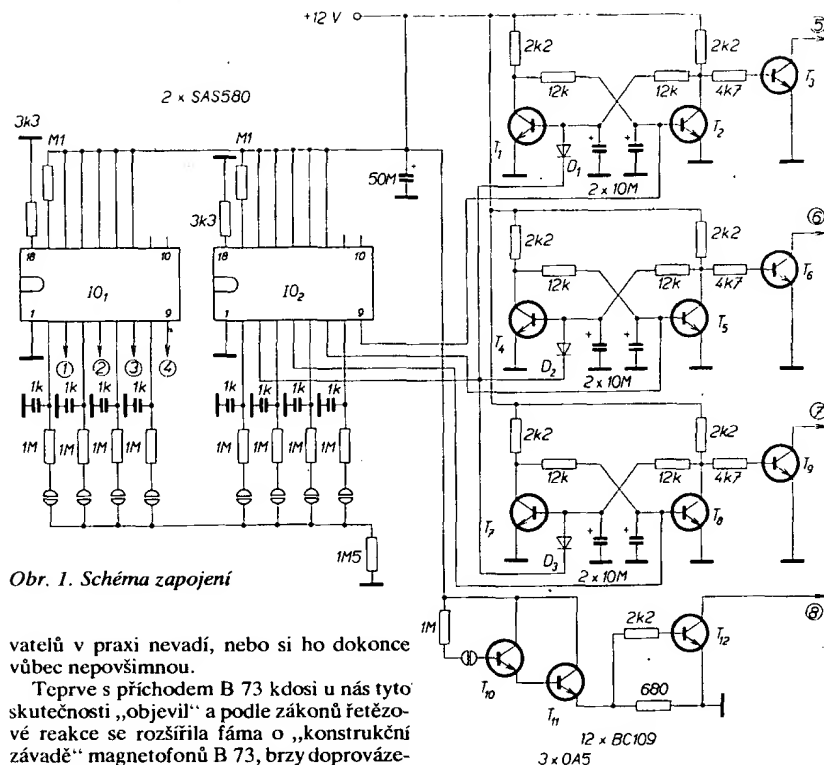 +12 V
2 x SAS580
3k3
M1
3k3
M1
50M
18
10
IO1
1
9
18
10
IO2
1
9
①
②
③
④
1k
1k
1k
1k
1k
1k
1k
1k
1M
1M
1M
1M
1M
1M
1M
1M
1M5
2k2
2k2
12k
12k
4k7
T1
T2
T3
D1
2 x 10M
⑤
2k2
2k2
12k
12k
4k7
T4
T5
T6
D2
2 x 10M
⑥
2k2
2k2
12k
12k
4k7
T7
T8
T9
D3
2 x 10M
⑦
1M
T10
T11
2k2
T12
680
⑧
12 x BC109
3 x OA5
Obr. 1. Schéma zapojení
vatelů v praxi nevadí, nebo si ho dokonce
vůbec nepovšimnou.
Teprve s příchodem B 73 kdosi u nás tyto
skutečnosti „objevil“ a podle zákonů řetězo-
vé reakce se rozšířila fáma o „konstrukční
závadě“ magnetofonů B 73, brzy doprováze-